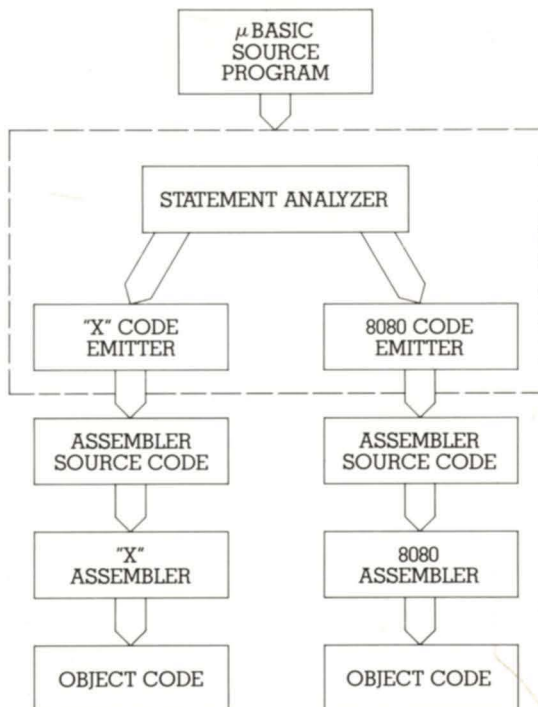 μBASIC
SOURCE
PROGRAM
STATEMENT ANALYZER
"X" CODE
EMITTER
8080 CODE
EMITTER
ASSEMBLER
SOURCE CODE
ASSEMBLER
SOURCE CODE
"X"
ASSEMBLER
8080
ASSEMBLER
OBJECT CODE
OBJECT CODE